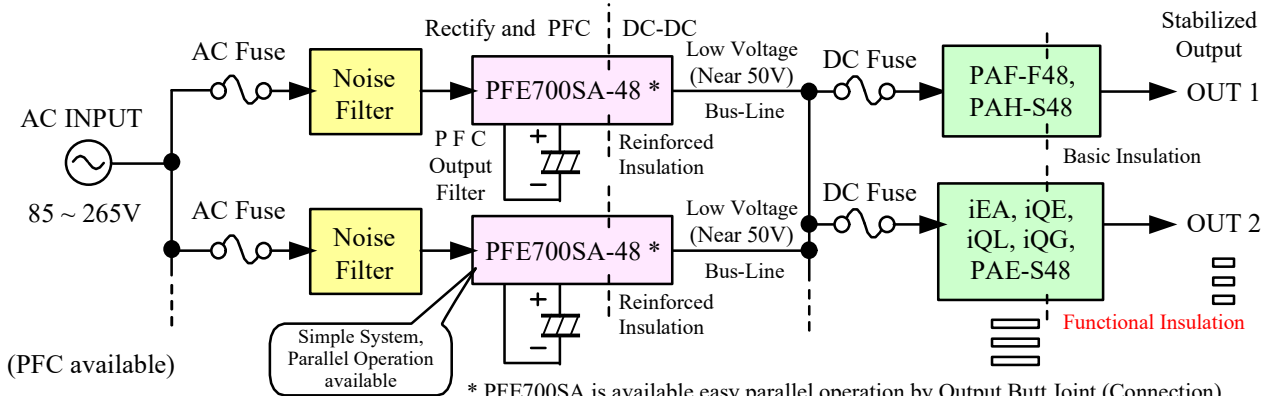 Rectify and PFC
DC-DC
Stabilized
Output
AC Fuse
Noise
Filter
PFE700SA-48 *
Low Voltage
(Near 50V)
Bus-Line
DC Fuse
PAF-F48,
PAH-S48
OUT 1
AC INPUT
85 ~ 265V
P F C
Output
Filter
+
−
Reinforced
Insulation
Basic Insulation
AC Fuse
Noise
Filter
PFE700SA-48 *
Low Voltage
(Near 50V)
Bus-Line
DC Fuse
iEA, iQE,
iQL, iQG,
PAE-S48
OUT 2
+
−
Reinforced
Insulation
Functional Insulation
Simple System,
Parallel Operation
available
(PFC available)
* PFE700SA is available easy parallel operation by Output Butt Joint (Connection)